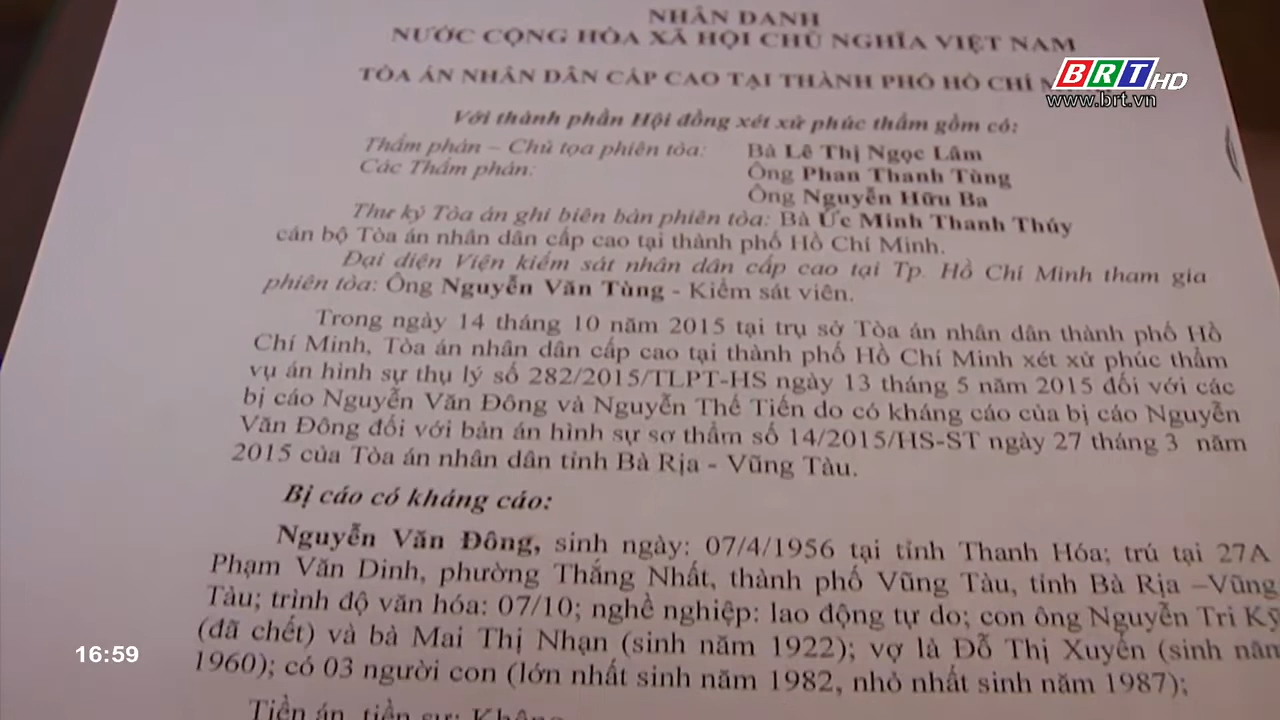 NHÂN DANH
NƯỚC CỘNG HÒA XÃ HỘI CHỦ NGHĨA VIỆT NAM
TÒA ÁN NHÂN DÂN CẤP CAO TẠI THÀNH PHỐ HỒ CHÍ
BRT HD
www.brt.vn
Với thành phần Hội đồng xét xử phúc thẩm gồm có:
Thẩm phán – Chủ tọa phiên tòa: Bà Lê Thị Ngọc Lâm
Các Thẩm phán: Ông Phan Thanh Tùng
Ông Nguyễn Hữu Ba
Thư ký Tòa án ghi biên bản phiên tòa: Bà Ức Minh Thanh Thúy
cán bộ Tòa án nhân dân cấp cao tại thành phố Hồ Chí Minh.
Đại diện Viện kiểm sát nhân dân cấp cao tại Tp. Hồ Chí Minh tham gia
phiên tòa: Ông Nguyễn Văn Tùng - Kiểm sát viên.
Trong ngày 14 tháng 10 năm 2015 tại trụ sở Tòa án nhân dân thành phố Hồ
Chí Minh, Tòa án nhân dân cấp cao tại thành phố Hồ Chí Minh xét xử phúc thẩm
vụ án hình sự thụ lý số 282/2015/TLPT-HS ngày 13 tháng 5 năm 2015 đối với các
bị cáo Nguyễn Văn Đông và Nguyễn Thế Tiến do có kháng cáo của bị cáo Nguyễn
Văn Đông đối với bản án hình sự sơ thẩm số 14/2015/HS-ST ngày 27 tháng 3 năm
2015 của Tòa án nhân dân tỉnh Bà Rịa - Vũng Tàu.
Bị cáo có kháng cáo:
Nguyễn Văn Đông, sinh ngày: 07/4/1956 tại tỉnh Thanh Hóa; trú tại 27A
Phạm Văn Dinh, phường Thắng Nhất, thành phố Vũng Tàu, tỉnh Bà Rịa –Vũng
Tàu; trình độ văn hóa: 07/10; nghề nghiệp: lao động tự do; con ông Nguyễn Tri Kỹ
(đã chết) và bà Mai Thị Nhạn (sinh năm 1922); vợ là Đỗ Thị Xuyến (sinh năm
1960); có 03 người con (lớn nhất sinh năm 1982, nhỏ nhất sinh năm 1987);
Tiền án, tiền sự: Không
16:59